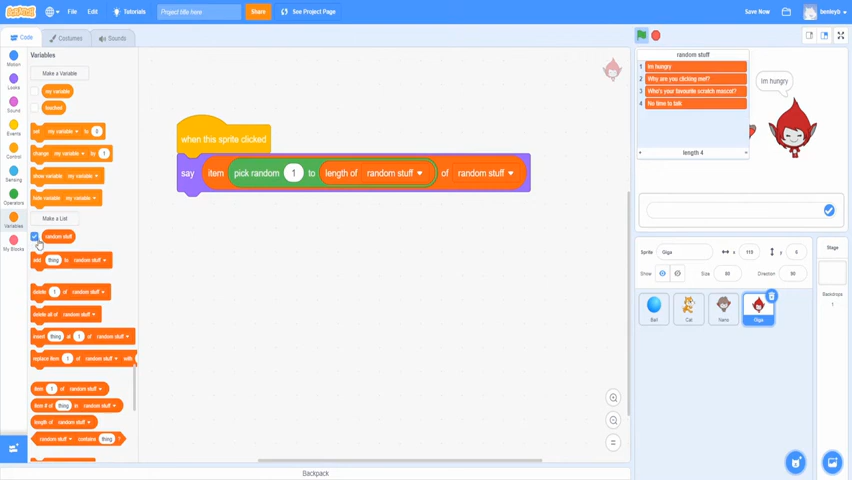 SCRATCH
File
Edit
Tutorials
Project title here
Share
See Project Page
Save Now
benleyb
Code
Costumes
Sounds
Motion
Looks
Sound
Events
Control
Sensing
Operators
Variables
My Blocks
Variables
Make a Variable
my variable
set my variable to 0
change my variable by 1
show variable my variable
hide variable my variable
Make a List
random stuff
add thing to random stuff
delete 1 of random stuff
delete all of random stuff
insert thing at 1 of random stuff
replace item 1 of random stuff with
item 1 of random stuff
item # of thing in random stuff
length of random stuff
random stuff contains thing ?
when this sprite clicked
say item pick random 1 to length of random stuff of random stuff
random stuff
1 Im hungry
2 Why are you clicking me?
3 Who's your favourite scratch mascot?
4 No time to talk
length 4
Im hungry
Sprite Giga x 119 y 6
Show Size 80 Direction 90
Stage
Backdrops
1
Ball
Cat
Nano
Giga
Backpack